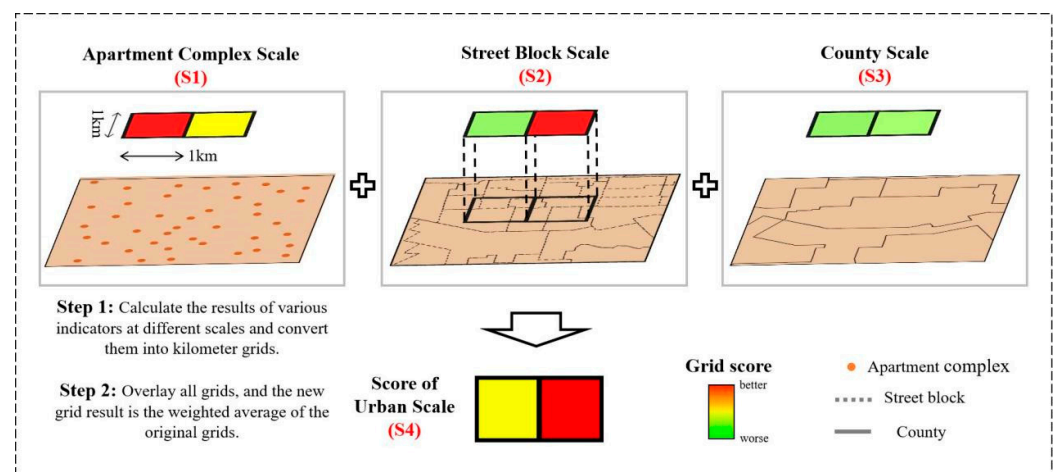 Apartment Complex Scale
(S1)
Street Block Scale
(S2)
County Scale
(S3)
1km
1km
Step 1: Calculate the results of various
indicators at different scales and convert
them into kilometer grids.
Step 2: Overlay all grids, and the new
grid result is the weighted average of the
original grids.
Score of
Urban Scale
(S4)
Grid score
better
worse
Apartment complex
Street block
County